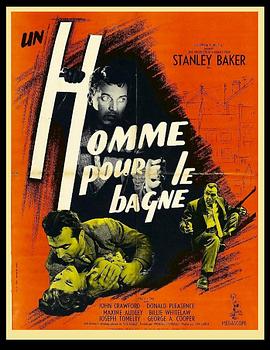 STANLEY BAKER
UN
HOMME
POUR LE
BAGNE
JOHN CRAWFORD DONALD PLEASENCE
MAXINE AUDLEY BILLIE WHITELAW
JOSEPH TOMELTY GEORGE A. COOPER
MEGASCOPE